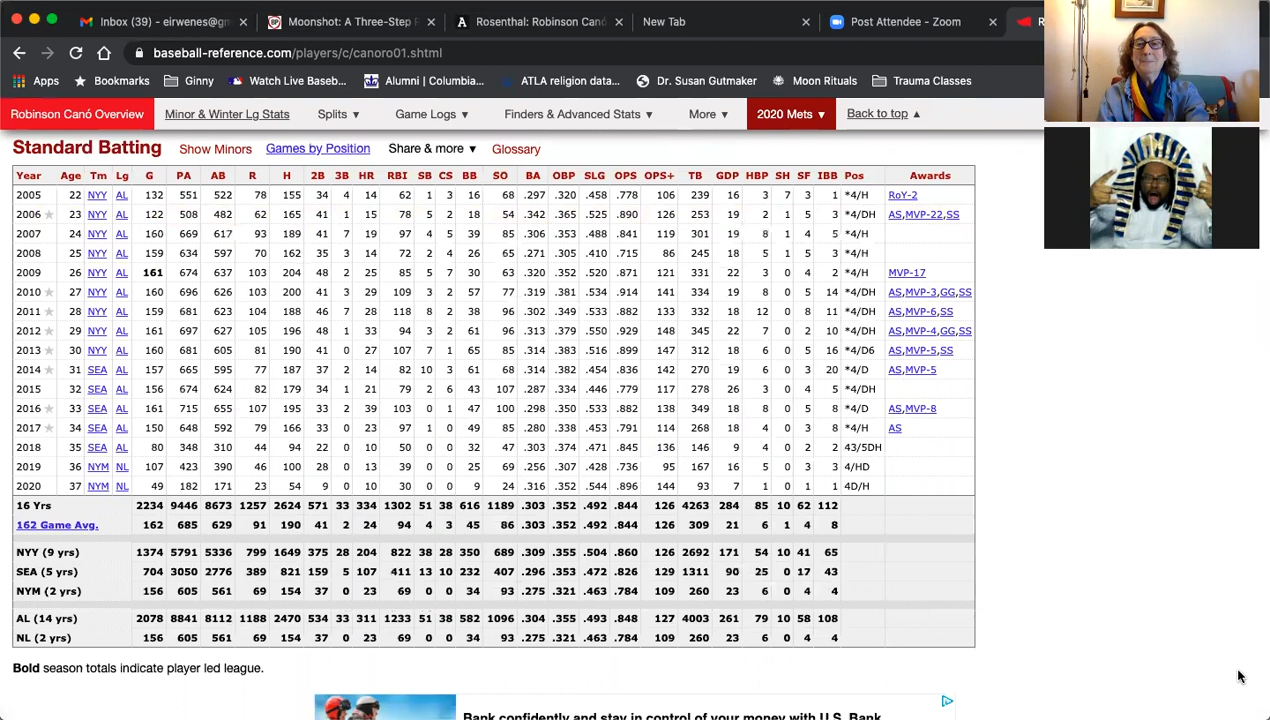 Inbox (39) - eirwenes@gm
Moonshot: A Three-Step P
Rosenthal: Robinson Canó
New Tab
Post Attendee - Zoom
baseball-reference.com/players/c/canoro01.shtml
Apps Bookmarks Ginny Watch Live Baseb... Alumni | Columbia... ATLA religion data... Dr. Susan Gutmaker Moon Rituals Trauma Classes
Robinson Canó Overview Minor & Winter Lg Stats Splits ▼ Game Logs ▼ Finders & Advanced Stats ▼ More ▼ 2020 Mets ▼ Back to top ▲
Standard Batting Show Minors Games by Position Share & more ▼ Glossary
Year Age Tm Lg G PA AB R H 2B 3B HR RBI SB CS BB SO BA OBP SLG OPS OPS+ TB GDP HBP SH SF IBB Pos Awards
2005 22 NYY AL 132 551 522 78 155 34 4 14 62 1 3 16 68 .297 .320 .458 .778 106 239 16 3 7 3 1 *4/H RoY-2
2006 ★ 23 NYY AL 122 508 482 62 165 41 1 15 78 5 2 18 54 .342 .365 .525 .890 126 253 19 2 1 5 3 *4/DH AS,MVP-22,SS
2007 24 NYY AL 160 669 617 93 189 41 7 19 97 4 5 39 85 .306 .353 .488 .841 119 301 19 8 1 4 5 *4/H
2008 25 NYY AL 159 634 597 70 162 35 3 14 72 2 4 26 65 .271 .305 .410 .715 86 245 18 5 1 5 3 *4/H
2009 26 NYY AL 161 674 637 103 204 48 2 25 85 5 7 30 63 .320 .352 .520 .871 121 331 22 3 0 4 2 *4/H MVP-17
2010 ★ 27 NYY AL 160 696 626 103 200 41 3 29 109 3 2 57 77 .319 .381 .534 .914 141 334 19 8 0 5 14 *4/DH AS,MVP-3,GG,SS
2011 ★ 28 NYY AL 159 681 623 104 188 46 7 28 118 8 2 38 96 .302 .349 .533 .882 133 332 18 12 0 8 11 *4/DH AS,MVP-6,SS
2012 ★ 29 NYY AL 161 697 627 105 196 48 1 33 94 3 2 61 96 .313 .379 .550 .929 148 345 22 7 0 2 10 *4/DH AS,MVP-4,GG,SS
2013 ★ 30 NYY AL 160 681 605 81 190 41 0 27 107 7 1 65 85 .314 .383 .516 .899 147 312 18 6 0 5 16 *4/D6 AS,MVP-5,SS
2014 ★ 31 SEA AL 157 665 595 77 187 37 2 14 82 10 3 61 68 .314 .382 .454 .836 142 270 19 6 0 3 20 *4/D AS,MVP-5
2015 32 SEA AL 156 674 624 82 179 34 1 21 79 2 6 43 107 .287 .334 .446 .779 117 278 26 3 0 4 5 *4/DH
2016 ★ 33 SEA AL 161 715 655 107 195 33 2 39 103 0 1 47 100 .298 .350 .533 .882 138 349 18 8 0 5 8 *4/D AS,MVP-8
2017 ★ 34 SEA AL 150 648 592 79 166 33 0 23 97 1 0 49 85 .280 .338 .453 .791 114 268 18 4 0 3 8 *4/H AS
2018 35 SEA AL 80 348 310 44 94 22 0 10 50 0 0 32 47 .303 .374 .471 .845 136 146 9 4 0 2 2 43/5DH
2019 36 NYM NL 107 423 390 46 100 28 0 13 39 0 0 25 69 .256 .307 .428 .736 95 167 16 5 0 3 3 4/HD
2020 37 NYM NL 49 182 171 23 54 9 0 10 30 0 0 9 24 .316 .352 .544 .896 144 93 7 1 0 1 1 4D/H
16 Yrs 2234 9446 8673 1257 2624 571 33 334 1302 51 38 616 1189 .303 .352 .492 .844 126 4263 284 85 10 62 112
162 Game Avg. 162 685 629 91 190 41 2 24 94 4 3 45 86 .303 .352 .492 .844 126 309 21 6 1 4 8
NYY (9 yrs) 1374 5791 5336 799 1649 375 28 204 822 38 28 350 689 .309 .355 .504 .860 126 2692 171 54 10 41 65
SEA (5 yrs) 704 3050 2776 389 821 159 5 107 411 13 10 232 407 .296 .353 .472 .826 129 1311 90 25 0 17 43
NYM (2 yrs) 156 605 561 69 154 37 0 23 69 0 0 34 93 .275 .321 .463 .784 109 260 23 6 0 4 4
AL (14 yrs) 2078 8841 8112 1188 2470 534 33 311 1233 51 38 582 1096 .304 .355 .493 .848 127 4003 261 79 10 58 108
NL (2 yrs) 156 605 561 69 154 37 0 23 69 0 0 34 93 .275 .321 .463 .784 109 260 23 6 0 4 4
Bold season totals indicate player led league.
Bank confidently and stay in control of your money with U.S. Bank